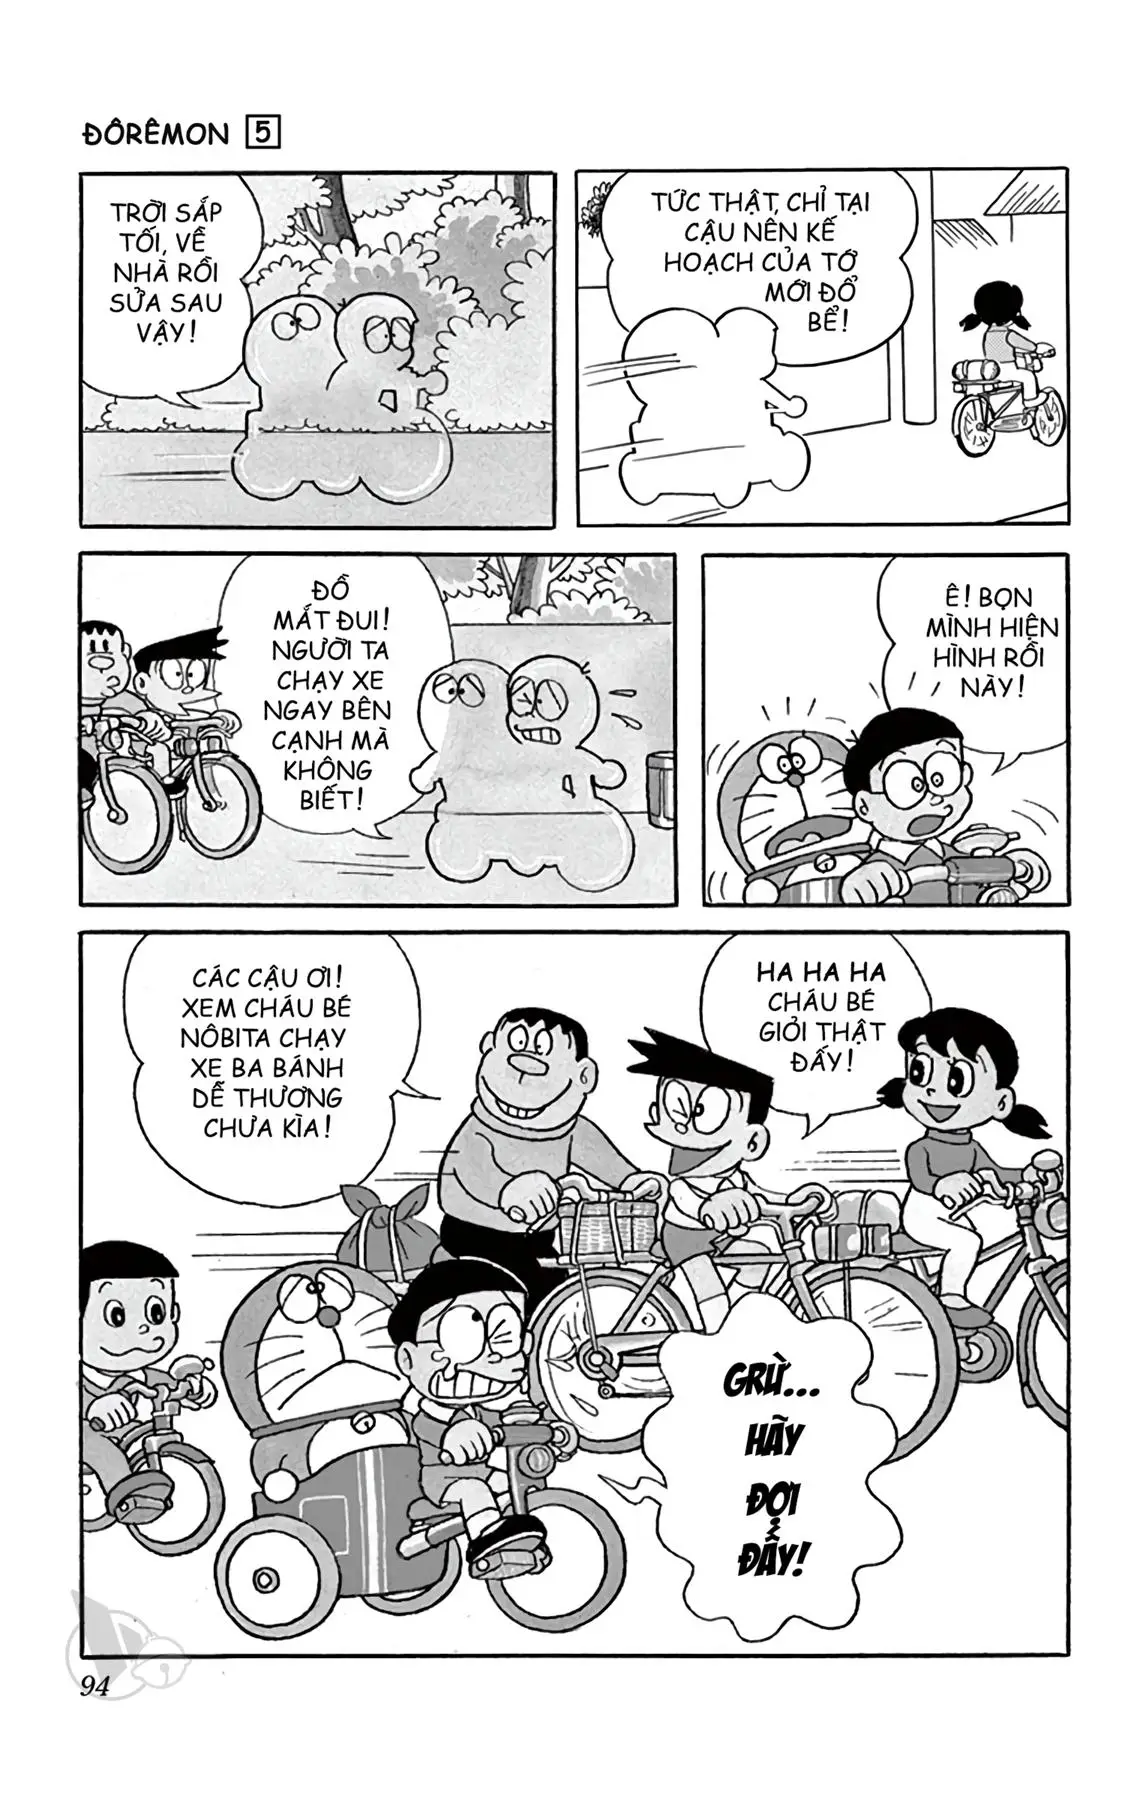 ĐÔRÊMON 5
TRỜI SẮP
TỐI, VỀ
NHÀ RỒI
SỬA SAU
VẬY!
TỨC THẬT, CHỈ TẠI
CẬU NÊN KẾ
HOẠCH CỦA TỚ
MỚI ĐỔ
BỂ!
ĐỒ
MẮT ĐUI!
NGƯỜI TA
CHẠY XE
NGAY BÊN
CẠNH MÀ
KHÔNG
BIẾT!
Ê! BỌN
MÌNH HIỆN
HÌNH RỒI
NÀY!
CÁC CẬU ƠI!
XEM CHÁU BÉ
NÔBITA CHẠY
XE BA BÁNH
DỄ THƯƠNG
CHƯA KÌA!
HA HA HA
CHÁU BÉ
GIỎI THẬT
ĐẤY!
GRỪ...
HÃY
ĐỢI
ĐẤY!
94